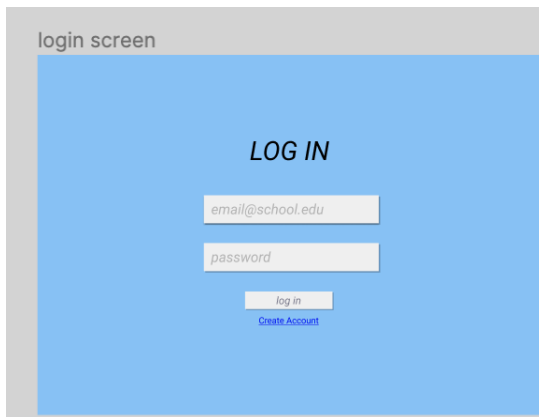 login screen
LOG IN
email@school.edu
password
log in
Create Account